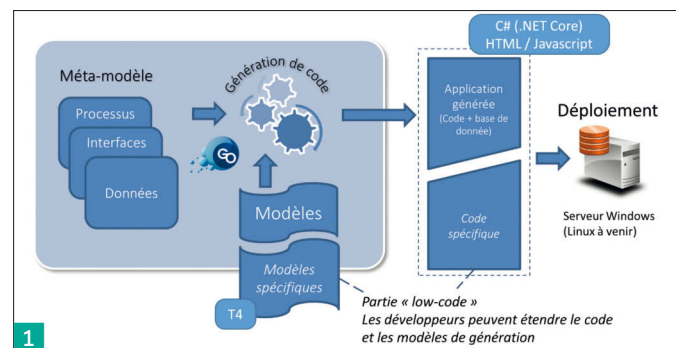 C# (.NET Core)
HTML / Javascript
Méta-modèle
Processus
Interfaces
Données
GO
Génération de code
Modèles
Modèles
spécifiques
T4
Application
générée
(Code + base de
donnée)
Code
spécifique
Déploiement
Serveur Windows
(Linux à venir)
Partie « low-code »
Les développeurs peuvent étendre le code
et les modèles de génération
1